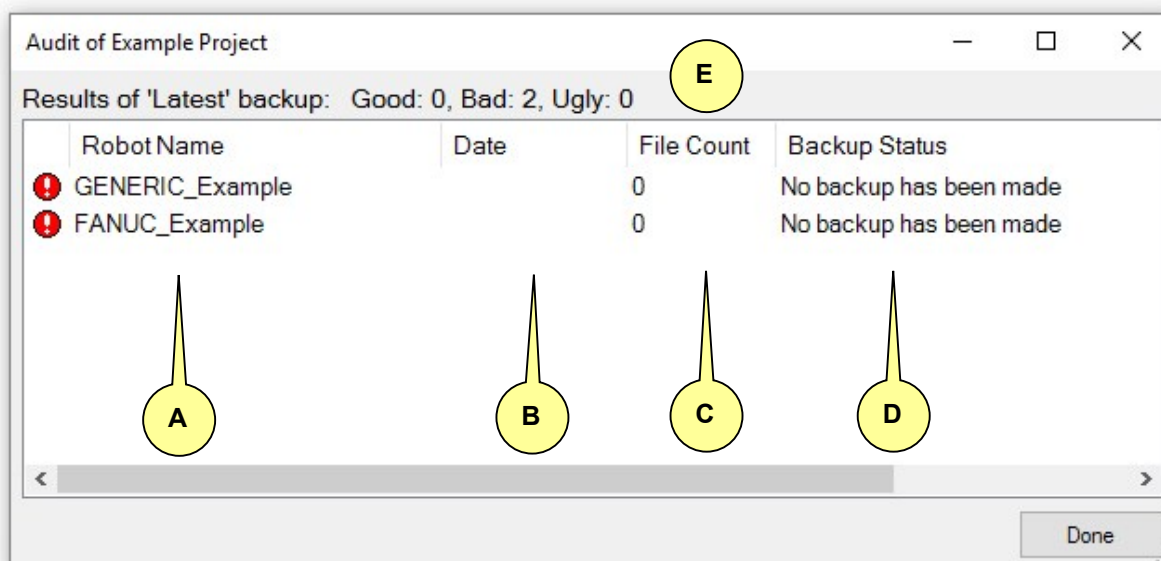 Audit of Example Project
E
Results of 'Latest' backup: Good: 0, Bad: 2, Ugly: 0
Robot Name Date File Count Backup Status
GENERIC_Example 0 No backup has been made
FANUC_Example 0 No backup has been made
A B C D
Done